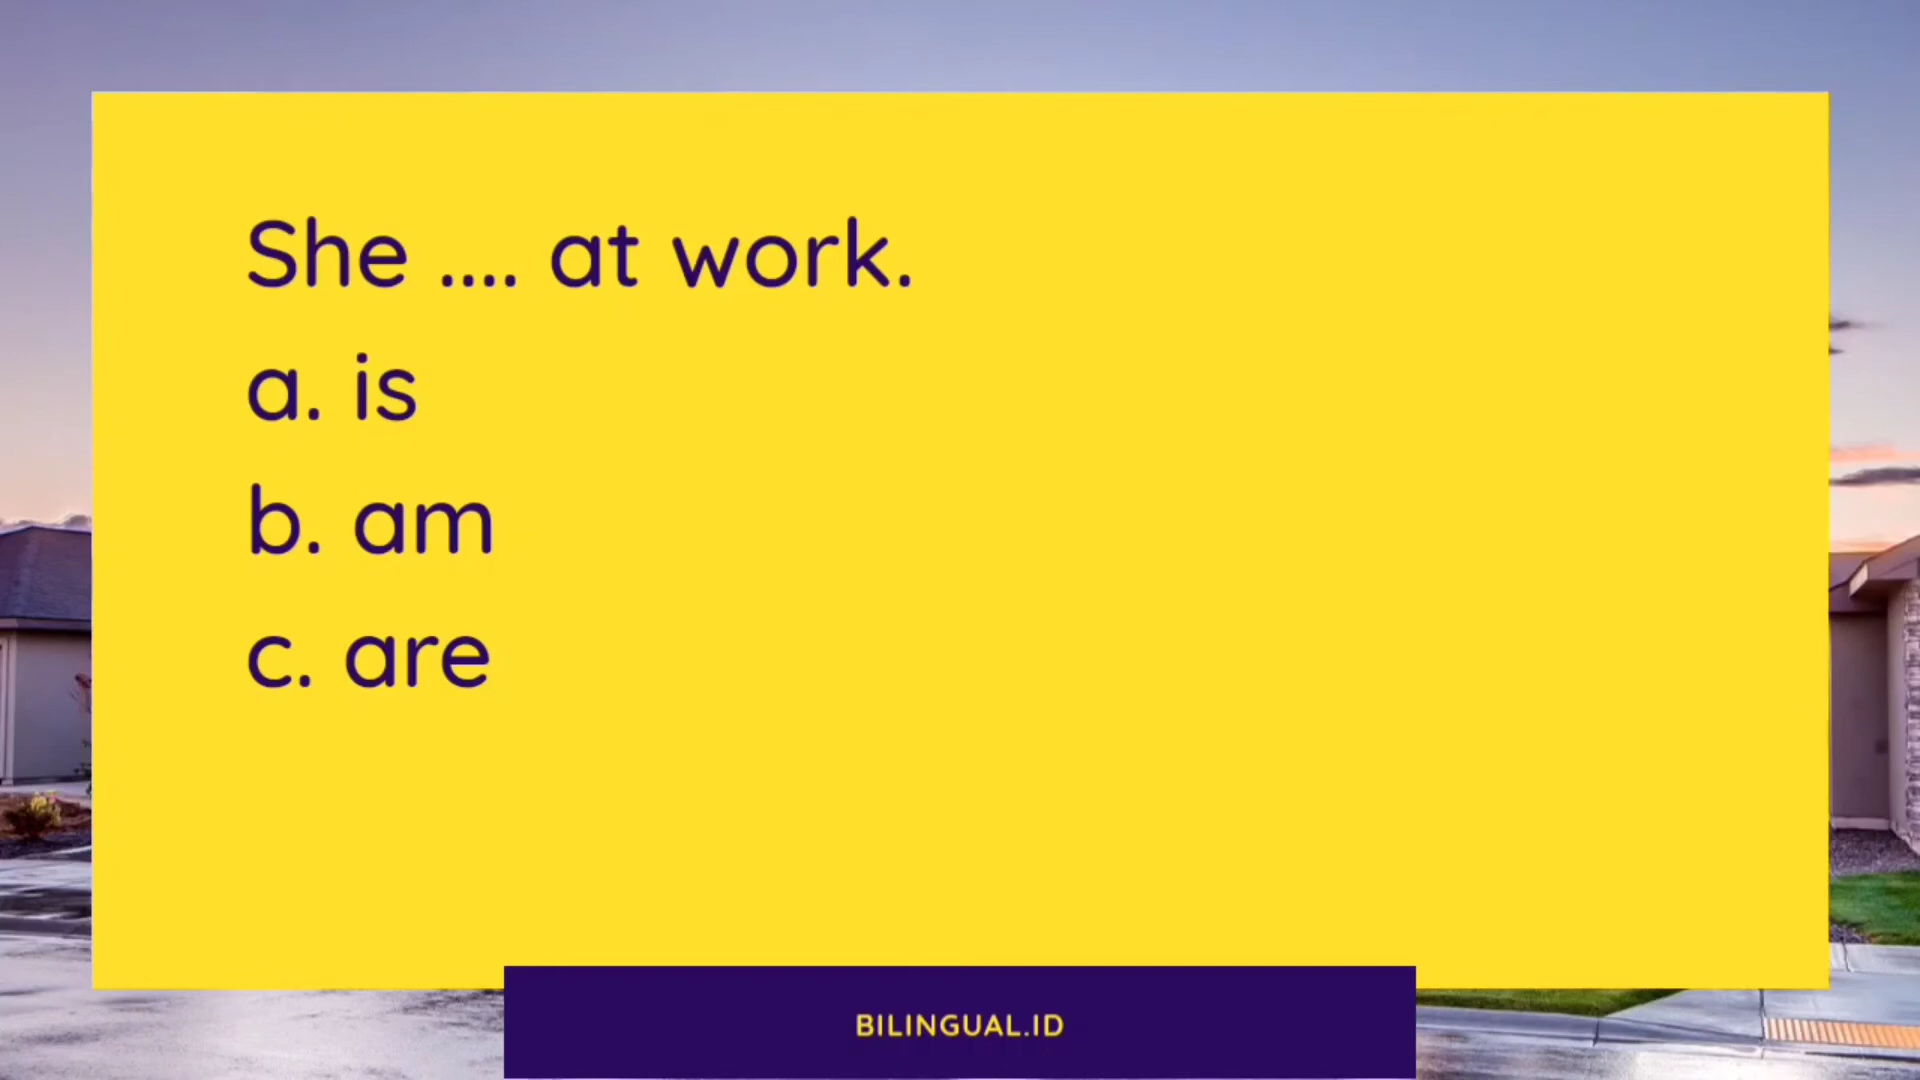 She .... at work.
a. is
b. am
c. are
BILINGUAL.ID